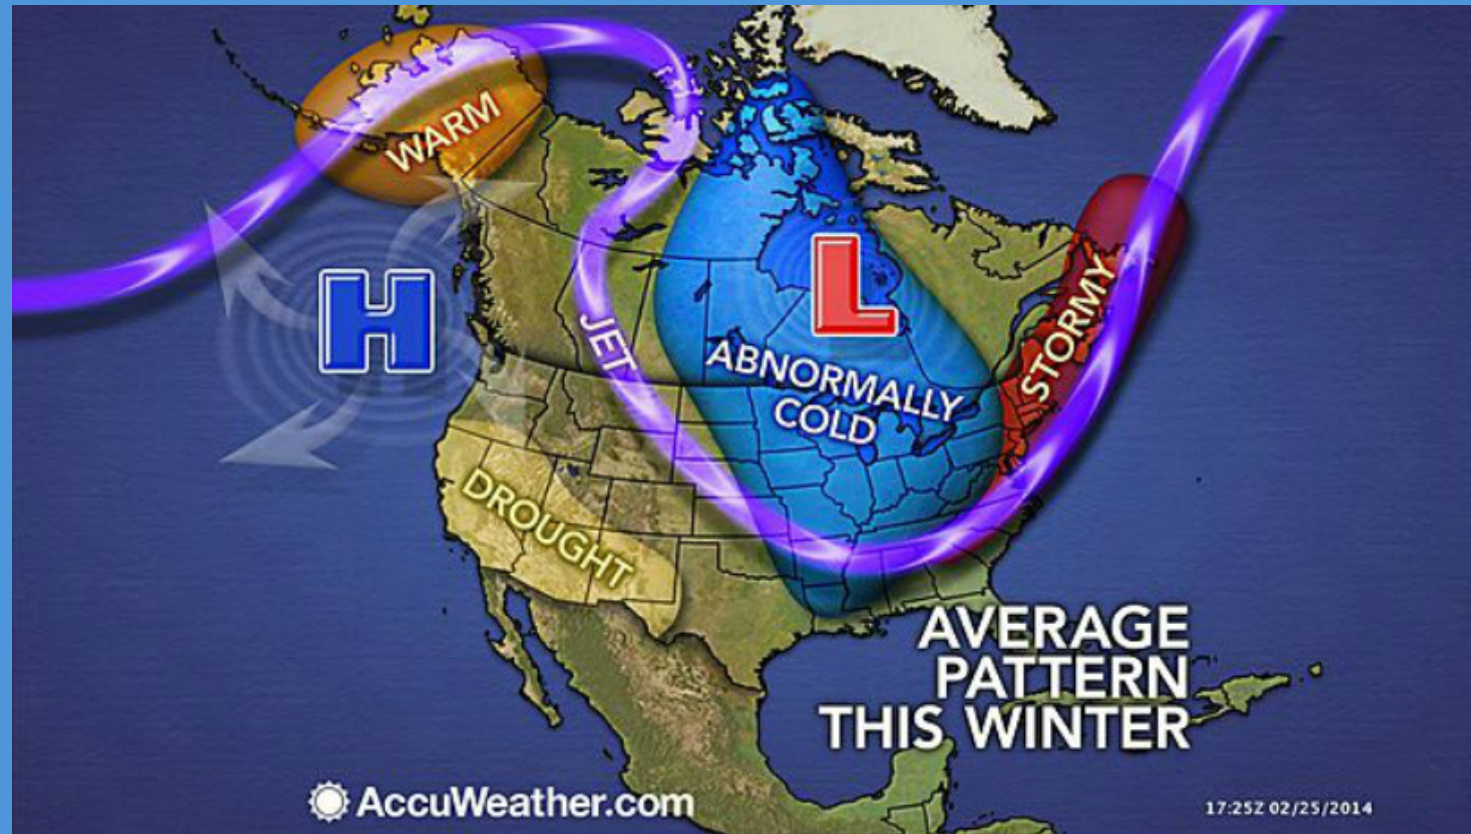 WARM
H
L
JET
ABNORMALLY
COLD
STORMY
DROUGHT
AVERAGE
PATTERN
THIS WINTER
AccuWeather.com
17:25Z 02/25/2014